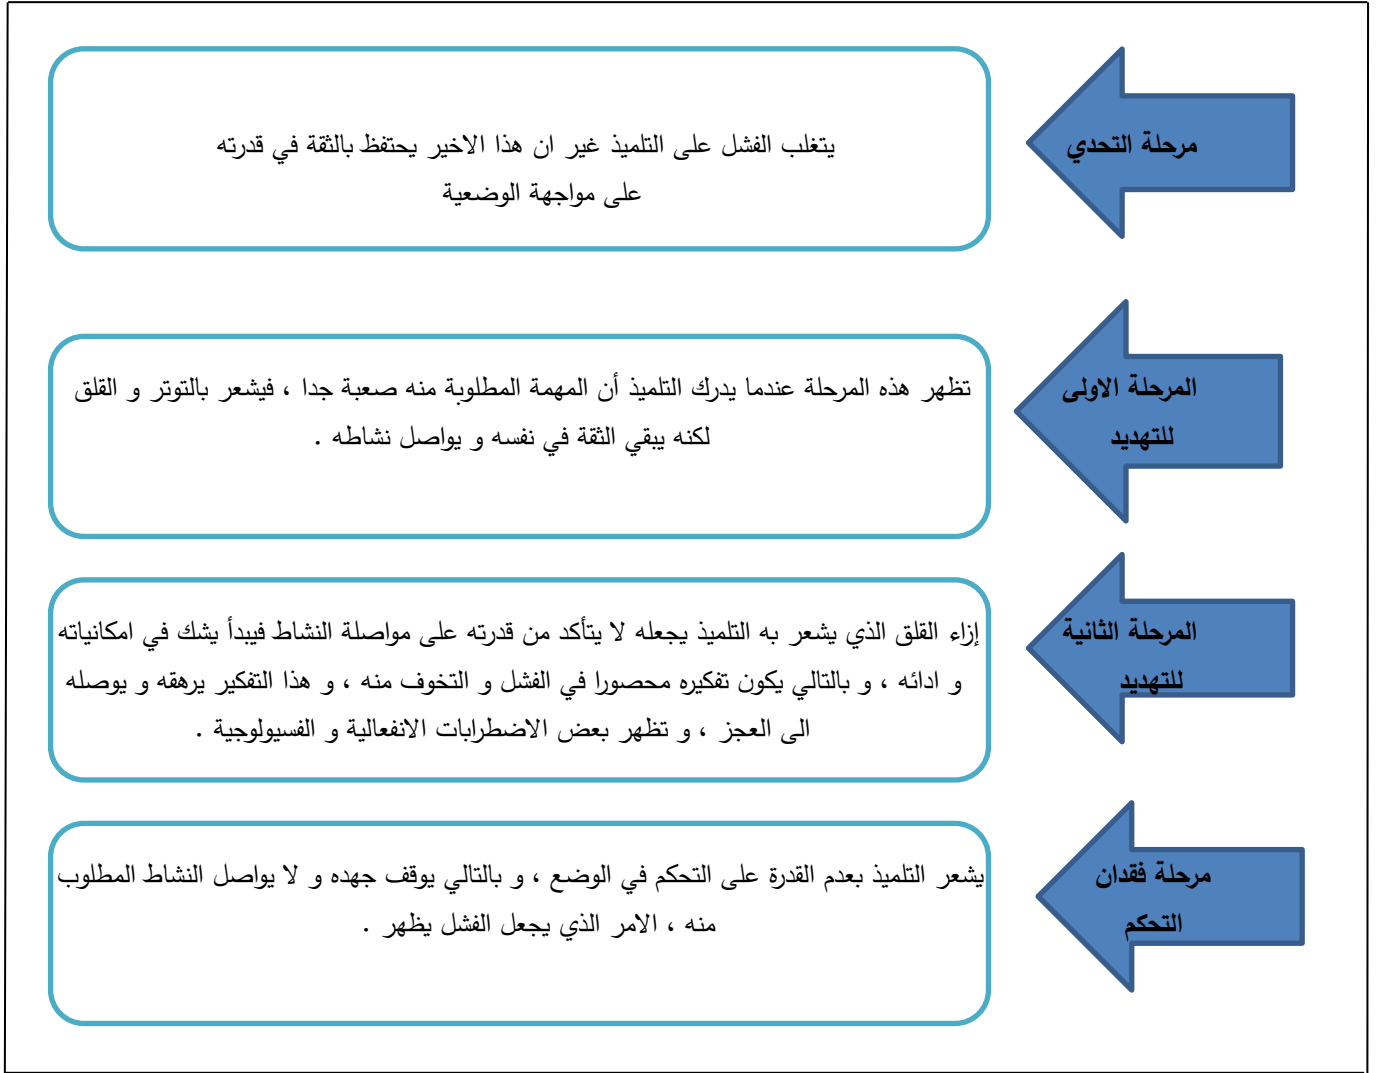 مرحلة التحدي
يتغلب الفشل على التلميذ غير ان هذا الاخير يحتفظ بالثقة في قدرته
على مواجهة الوضعية
المرحلة الاولى
للتهديد
تظهر هذه المرحلة عندما يدرك التلميذ أن المهمة المطلوبة منه صعبة جدا ، فيشعر بالتوتر و القلق
لكنه يبقي الثقة في نفسه و يواصل نشاطه .
المرحلة الثانية
للتهديد
إزاء القلق الذي يشعر به التلميذ يجعله لا يتأكد من قدرته على مواصلة النشاط فيبدأ يشك في امكانياته
و ادائه ، و بالتالي يكون تفكيره محصورا في الفشل و التخوف منه ، و هذا التفكير يرهقه و يوصله
الى العجز ، و تظهر بعض الاضطرابات الانفعالية و الفسيولوجية .
مرحلة فقدان
التحكم
يشعر التلميذ بعدم القدرة على التحكم في الوضع ، و بالتالي يوقف جهده و لا يواصل النشاط المطلوب
منه ، الامر الذي يجعل الفشل يظهر .